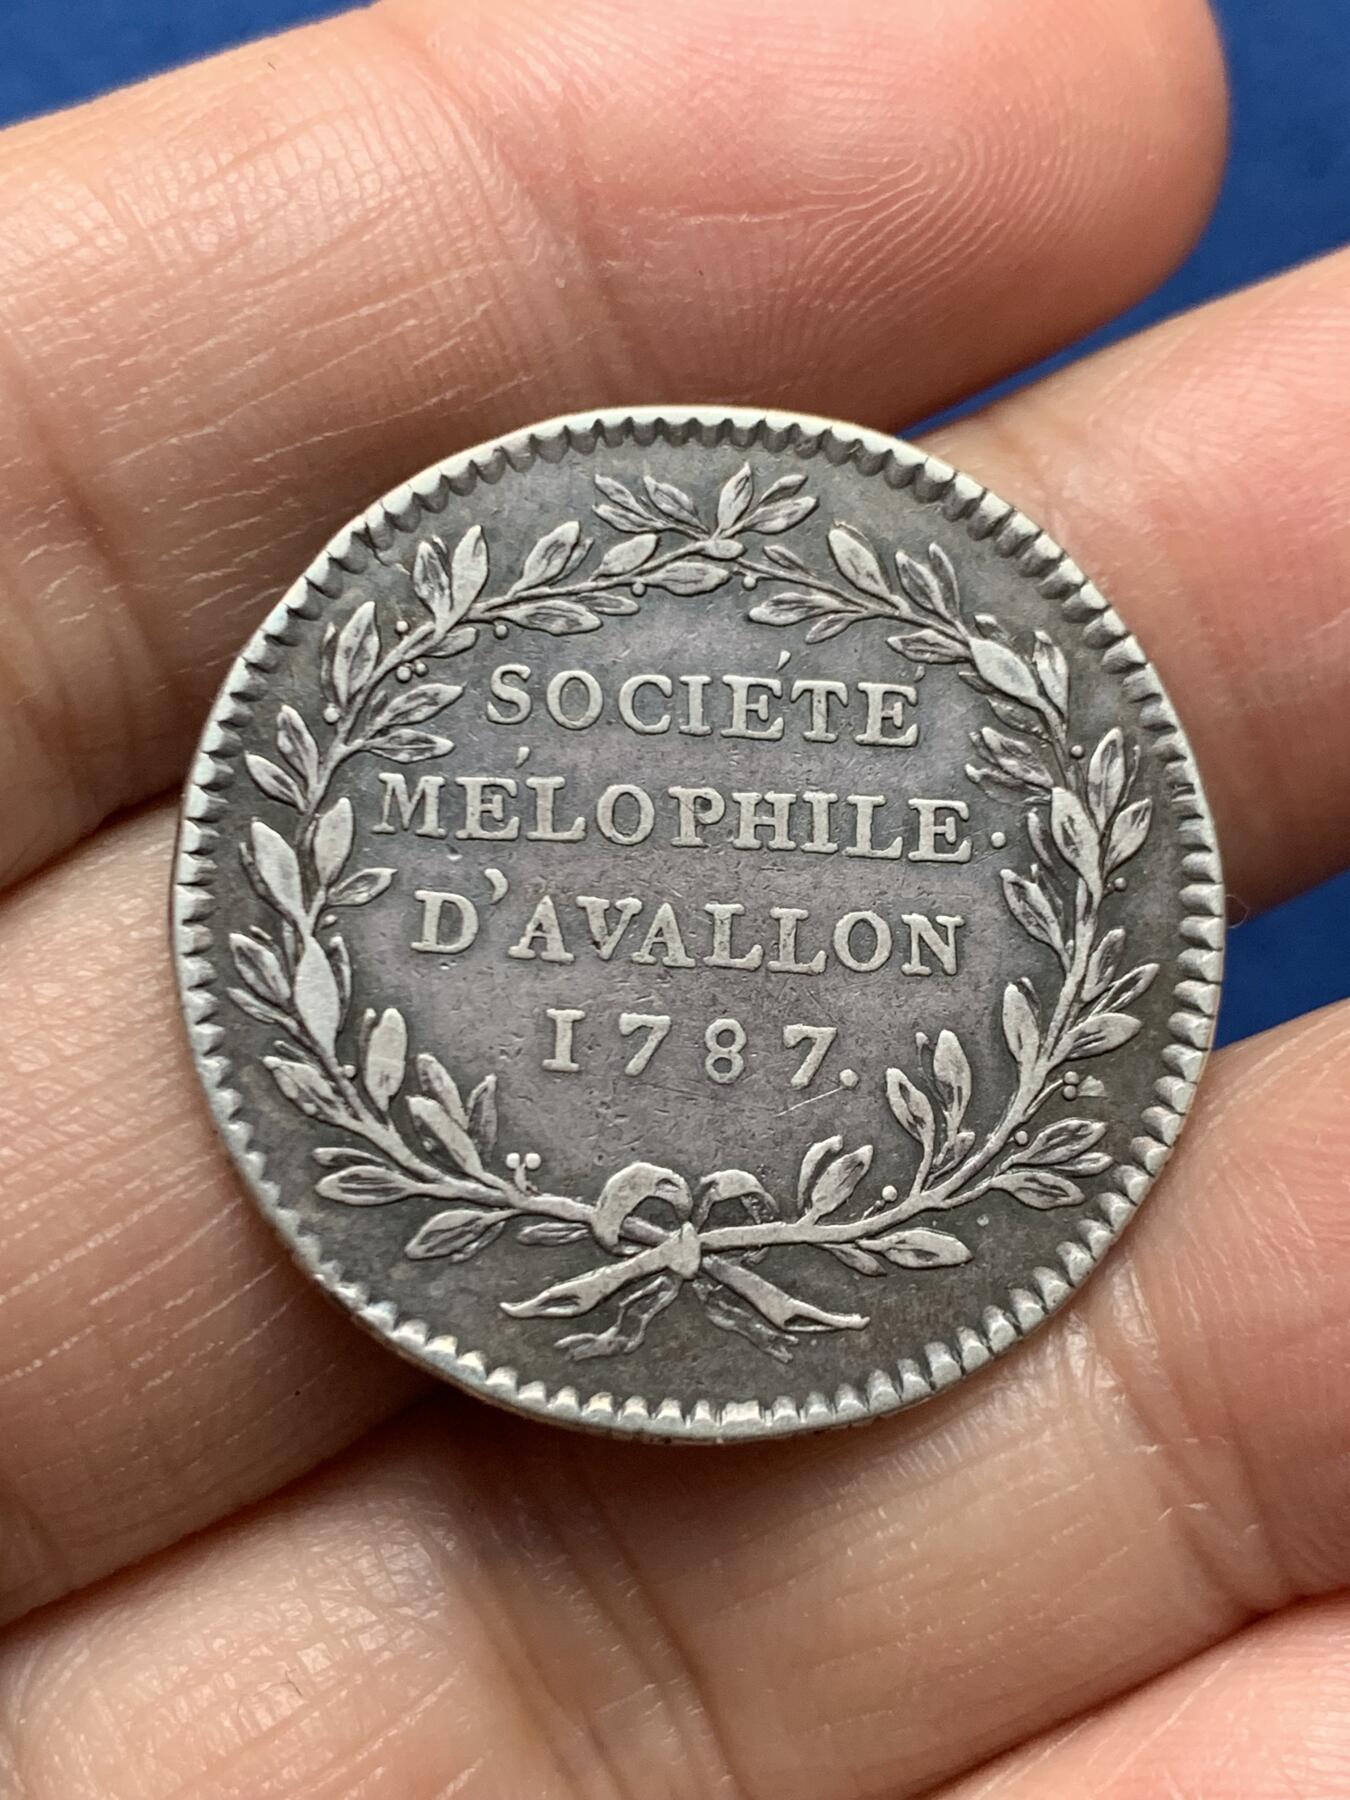 SOCIÉTÉ
MÉLOPHILE.
D'AVALLON
1787.